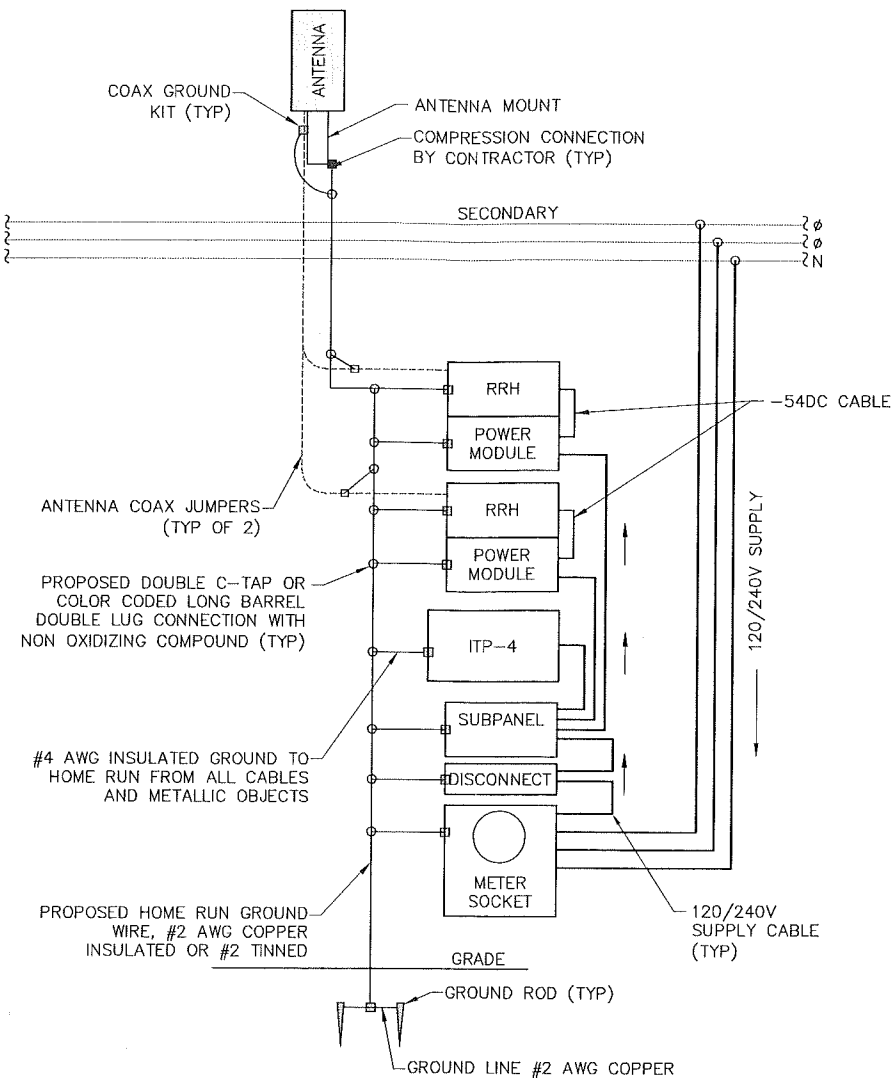 ANTENNA
COAX GROUND
KIT (TYP)
ANTENNA MOUNT
COMPRESSION CONNECTION
BY CONTRACTOR (TYP)
SECONDARY
ø
ø
N
RRH
POWER
MODULE
-54DC CABLE
ANTENNA COAX JUMPERS
(TYP OF 2)
RRH
POWER
MODULE
120/240V SUPPLY
PROPOSED DOUBLE C-TAP OR
COLOR CODED LONG BARREL
DOUBLE LUG CONNECTION WITH
NON OXIDIZING COMPOUND (TYP)
ITP-4
SUBPANEL
#4 AWG INSULATED GROUND TO
HOME RUN FROM ALL CABLES
AND METALLIC OBJECTS
DISCONNECT
METER
SOCKET
PROPOSED HOME RUN GROUND
WIRE, #2 AWG COPPER
INSULATED OR #2 TINNED
120/240V
SUPPLY CABLE
(TYP)
GRADE
GROUND ROD (TYP)
GROUND LINE #2 AWG COPPER